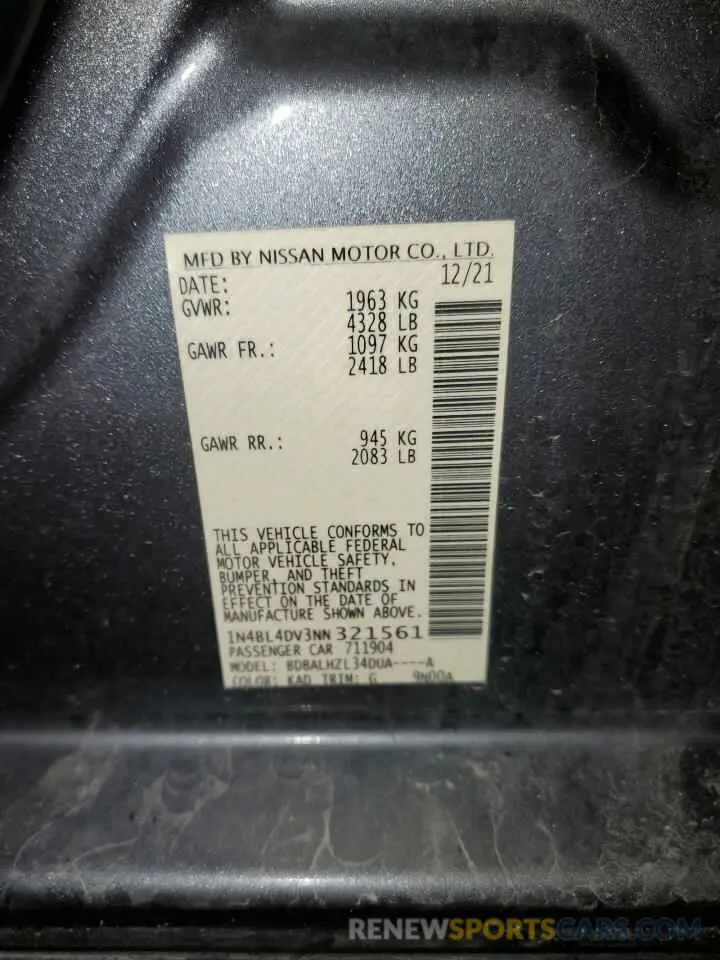 MFD BY NISSAN MOTOR CO., LTD.
DATE: 12/21
GVWR: 1963 KG
4328 LB
GAWR FR.: 1097 KG
2418 LB
GAWR RR.: 945 KG
2083 LB
THIS VEHICLE CONFORMS TO
ALL APPLICABLE FEDERAL
MOTOR VEHICLE SAFETY,
BUMPER, AND THEFT
PREVENTION STANDARDS IN
EFFECT ON THE DATE OF
MANUFACTURE SHOWN ABOVE.
1N4BL4DV3NN 321561
PASSENGER CAR 711904
MODEL: BDBALHZL34DUA----A
COLOR: KAD TRIM: G 9N00A
RENEWSPORTSCARS.COM